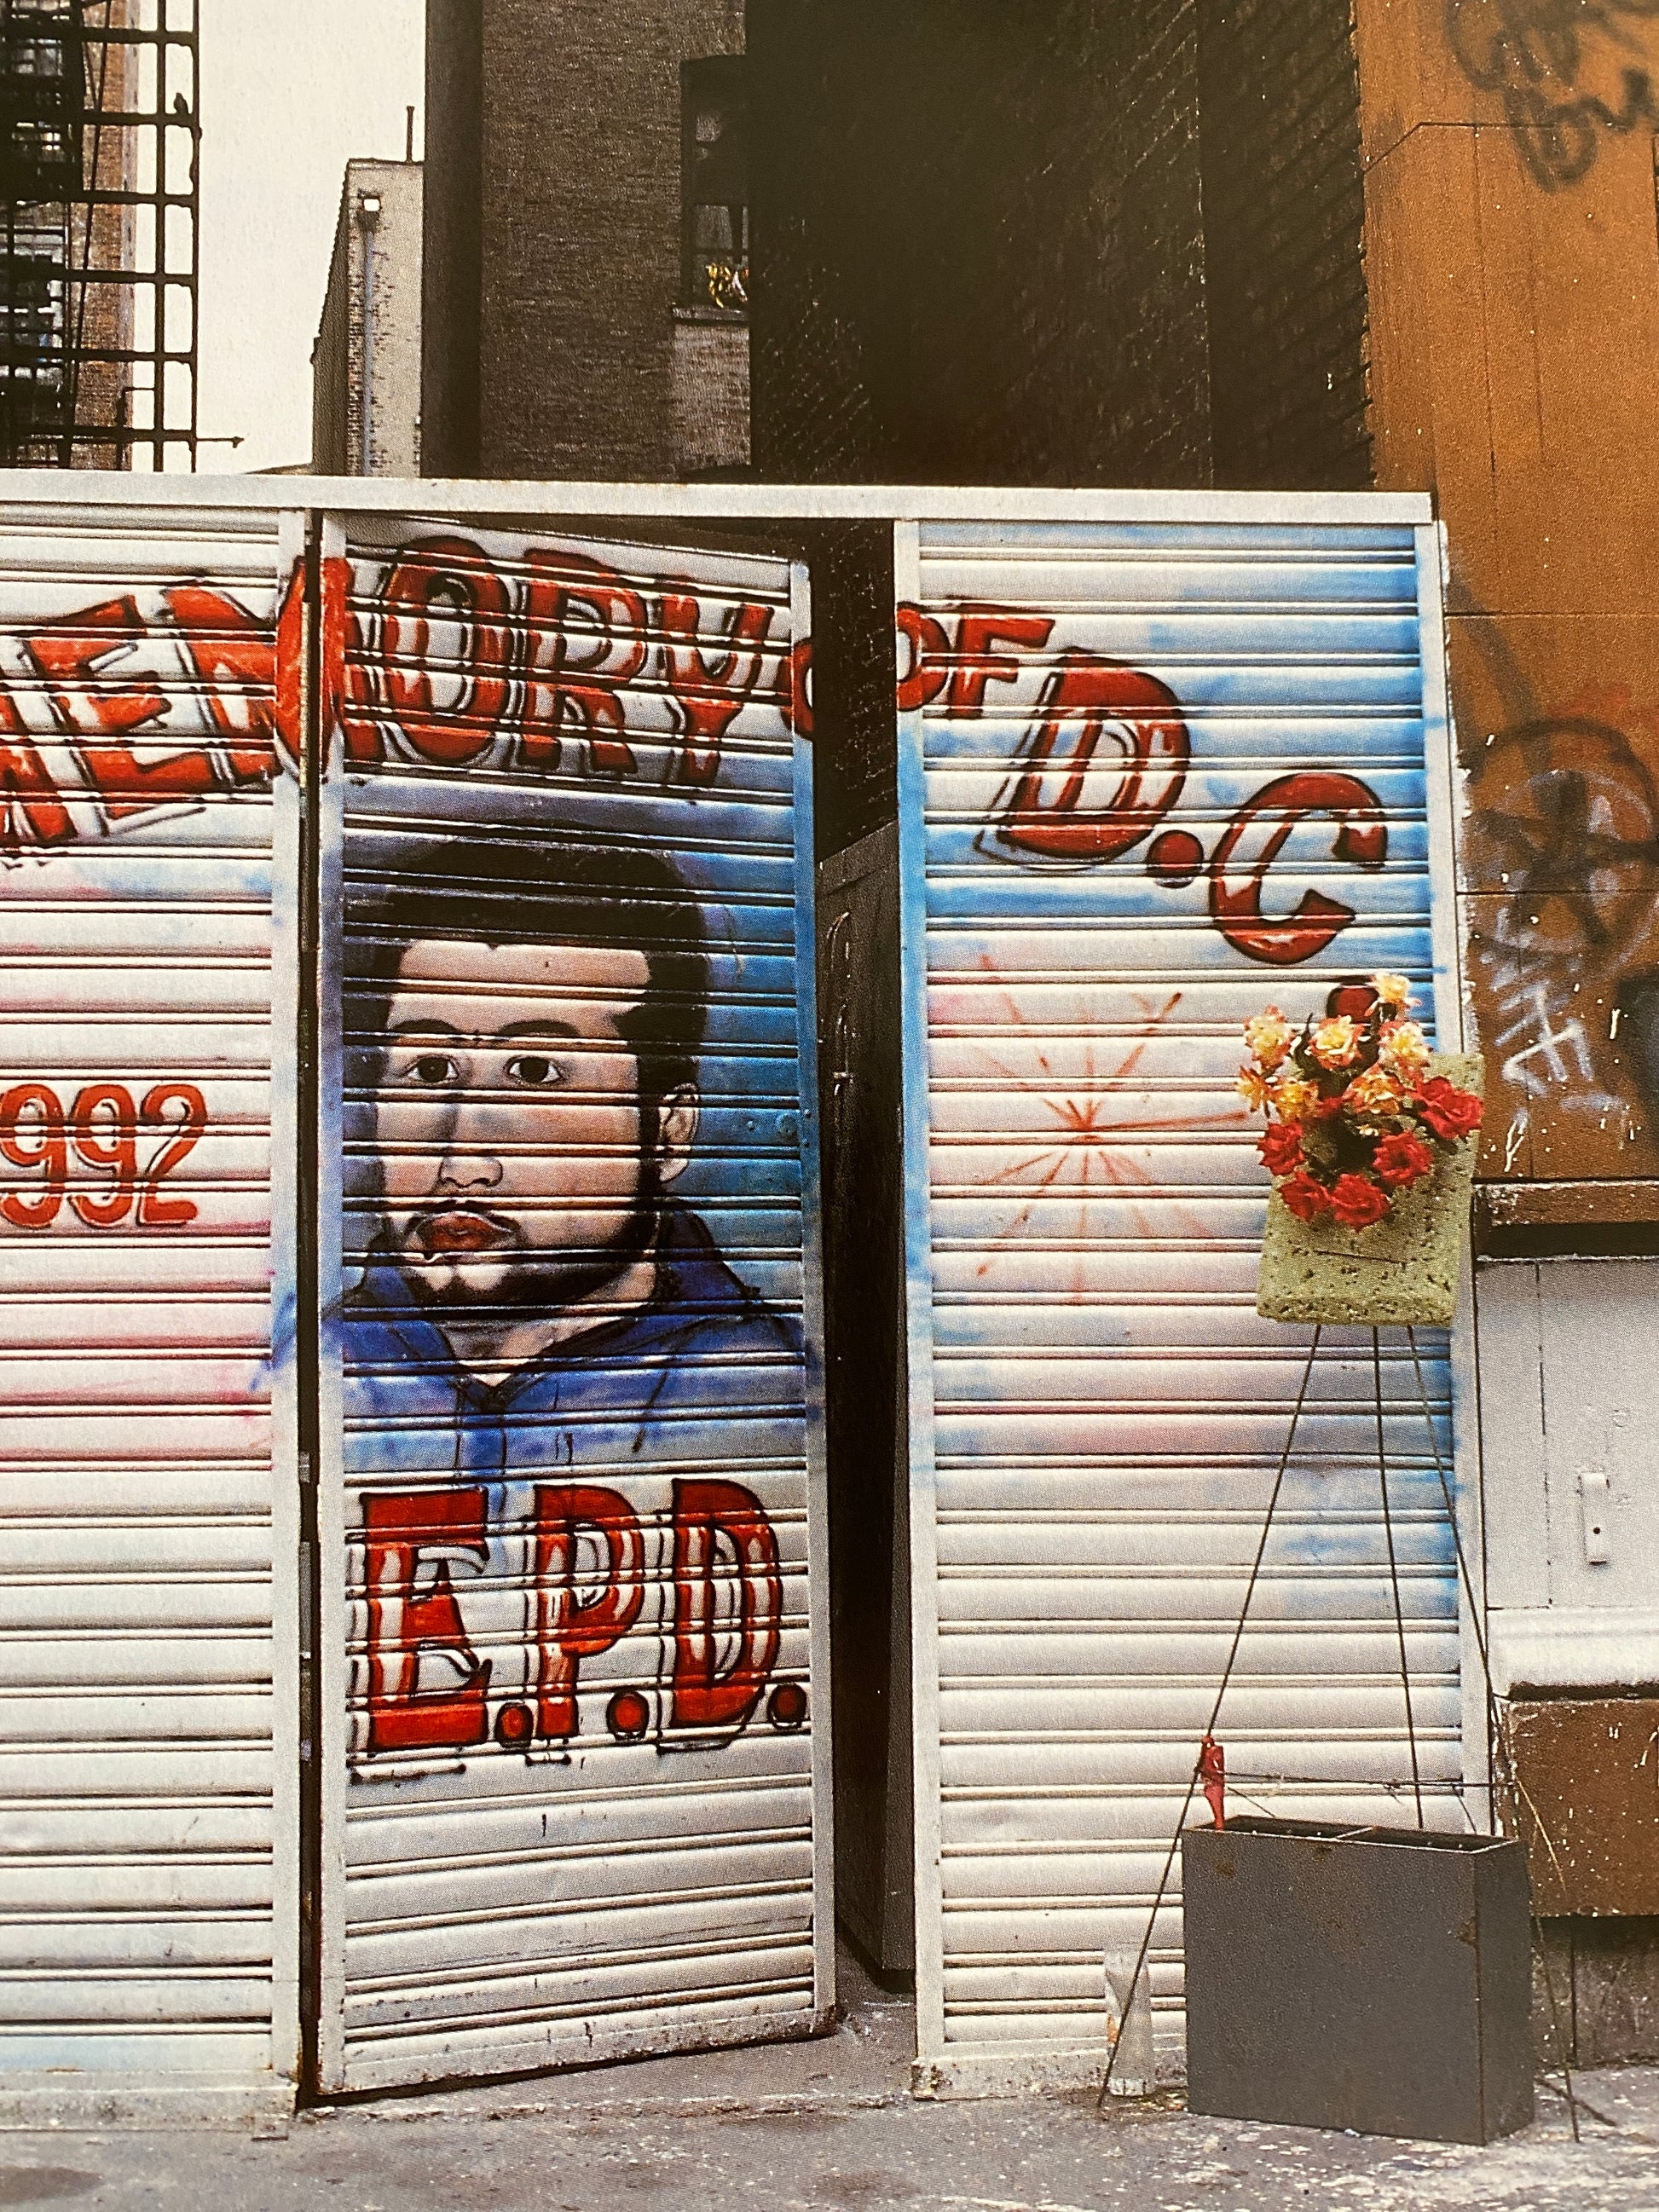 MEMORY OF D.C.
992
E.P.D.